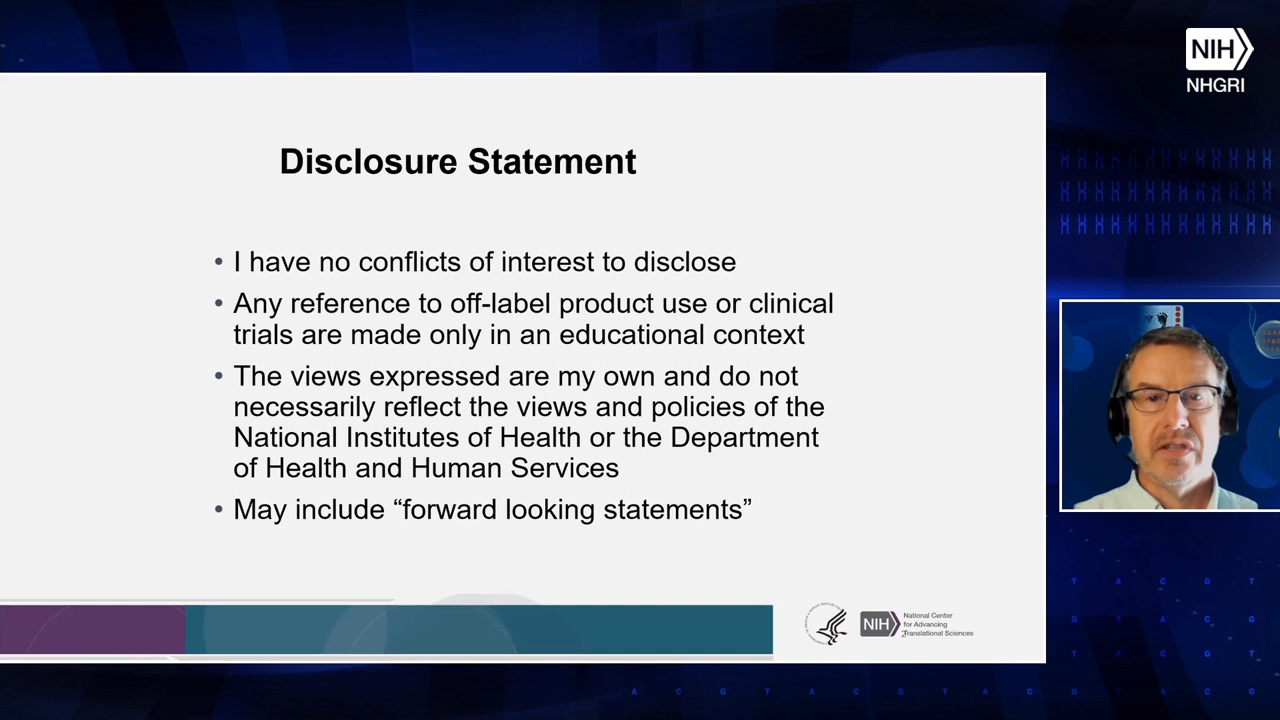 NIH
NHGRI
Disclosure Statement
• I have no conflicts of interest to disclose
• Any reference to off-label product use or clinical
trials are made only in an educational context
• The views expressed are my own and do not
necessarily reflect the views and policies of the
National Institutes of Health or the Department
of Health and Human Services
• May include “forward looking statements”
NIH
National Center
for Advancing
Translational Sciences
2
T A C G T
G T A C G
T A C G T
A C G T A C G T A C G T A C G